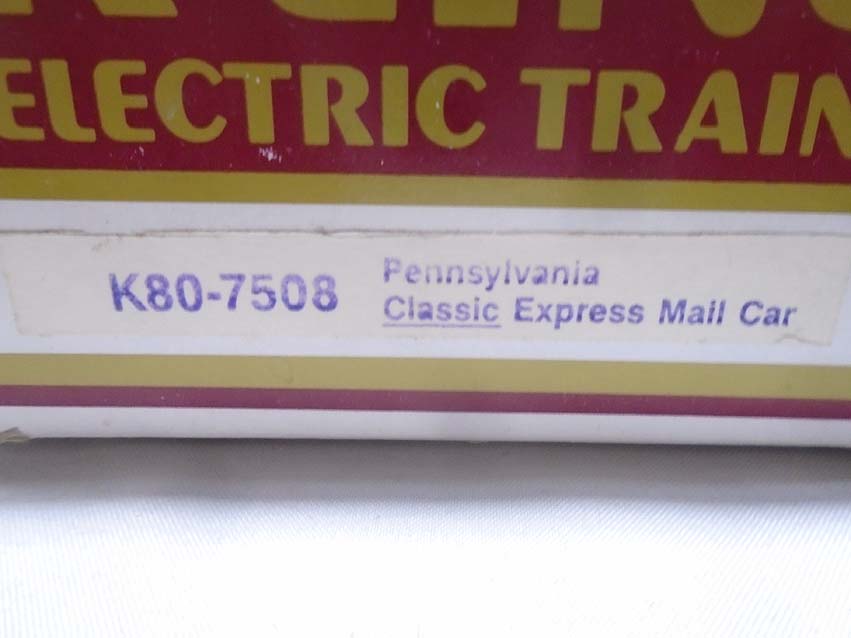 ELECTRIC TRAIN
K80-7508
Pennsylvania
Classic Express Mail Car